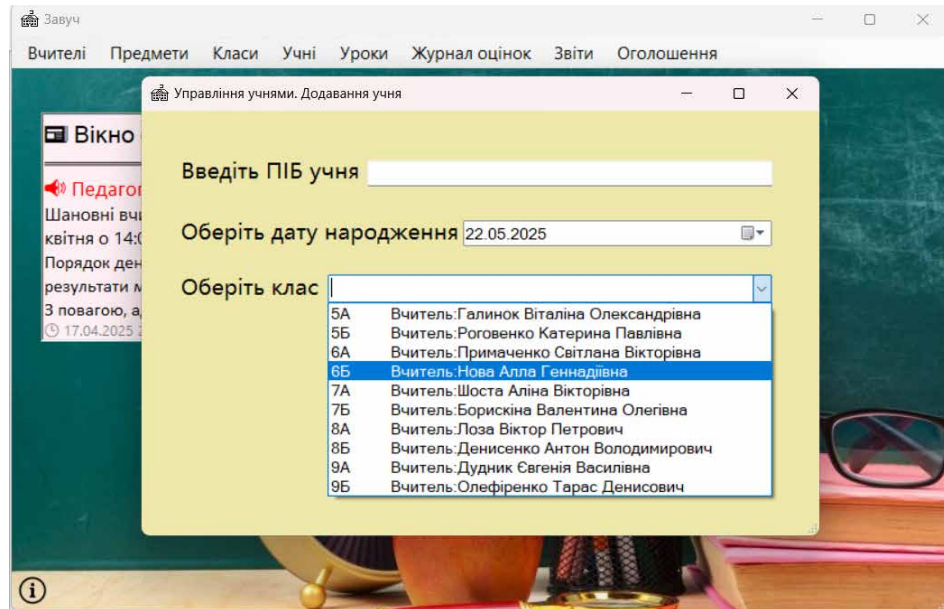 Завуч
Вчителі Предмети Класи Учні Уроки Журнал оцінок Звіти Оголошення
Управління учнями. Додавання учня
Вікно
Педагог
Шановні
квітня о 14:0
Порядок ден
результати м
З повагою,
17.04.2025
Введіть ПІБ учня
Оберіть дату народження 22.05.2025
Оберіть клас
5А Вчитель:Галинок Віталіна Олександрівна
5Б Вчитель:Роговенко Катерина Павлівна
6А Вчитель:Примаченко Світлана Вікторівна
6Б Вчитель:Нова Алла Геннадіївна
7А Вчитель:Шоста Аліна Вікторівна
7Б Вчитель:Борискіна Валентина Олегівна
8А Вчитель:Лоза Віктор Петрович
8Б Вчитель:Денисенко Антон Володимирович
9А Вчитель:Дудник Євгенія Василівна
9Б Вчитель:Олефіренко Тарас Денисович